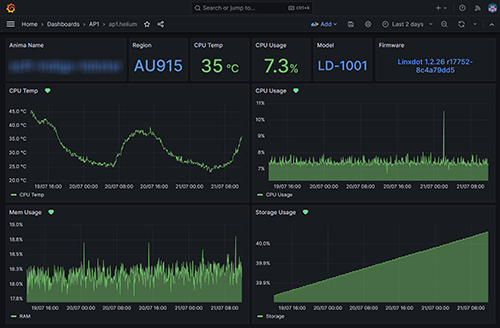 Search or jump to...
ctrl+k
Home > Dashboards > AP1 > ap1.helium
Add
Last 2 days
Anima Name
Region
AU915
CPU Temp
35 °C
CPU Usage
7.3%
Model
LD-1001
Firmware
Linxdot 1.2.26 r17752-
8c4a79dd5
CPU Temp
45.0 °C
40.0 °C
35.0 °C
30.0 °C
25.0 °C
20.0 °C
19/07 16:00 20/07 00:00 20/07 08:00 20/07 16:00 21/07 00:00 21/07 08:00
CPU Temp
CPU Usage
11%
10%
9%
8%
7%
19/07 16:00 20/07 00:00 20/07 08:00 20/07 16:00 21/07 00:00 21/07 08:00
CPU Usage
Mem Usage
19.0%
18.8%
18.5%
18.3%
18.0%
17.8%
19/07 16:00 20/07 00:00 20/07 08:00 20/07 16:00 21/07 00:00 21/07 08:00
RAM
Storage Usage
40.0%
39.9%
19/07 16:00 20/07 00:00 20/07 08:00 20/07 16:00 21/07 00:00 21/07 08:00
Storage